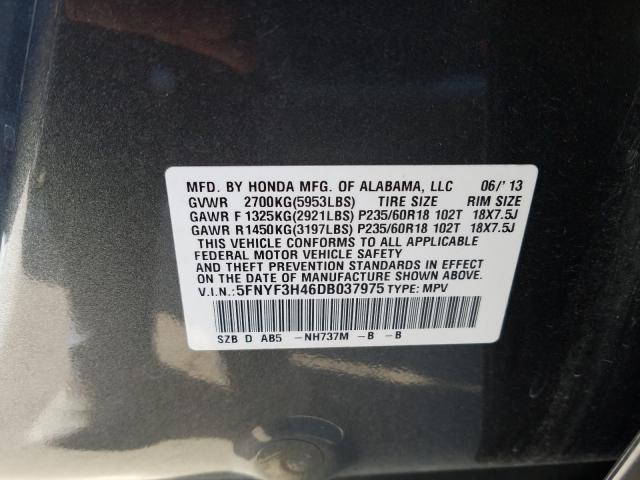 MFD. BY HONDA MFG. OF ALABAMA, LLC 06/'13
GVWR 2700KG(5953LBS) TIRE SIZE RIM SIZE
GAWR F 1325KG(2921LBS) P235/60R18 102T 18X7.5J
GAWR R 1450KG(3197LBS) P235/60R18 102T 18X7.5J
THIS VEHICLE CONFORMS TO ALL APPLICABLE
FEDERAL MOTOR VEHICLE SAFETY
AND THEFT PREVENTION STANDARDS IN EFFECT
ON THE DATE OF MANUFACTURE SHOWN ABOVE.
V.I.N.:5FNYF3H46DB037975 TYPE: MPV
SZB D AB5 -NH737M -B -B